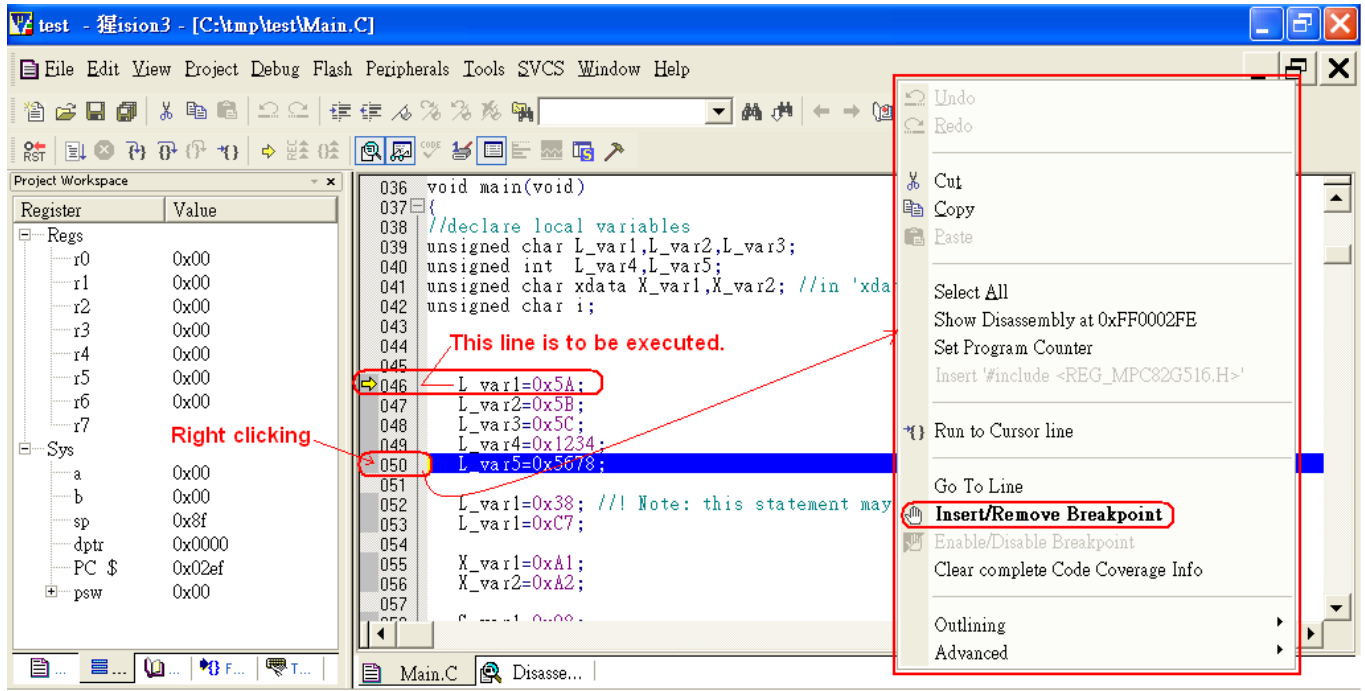 test - 猩ision3 - [C:\tmp\test\Main.C]
File Edit View Project Debug Flash Peripherals Tools SVCS Window Help
RST
CODE
Project Workspace
Register Value
Regs
r0 0x00
r1 0x00
r2 0x00
r3 0x00
r4 0x00
r5 0x00
r6 0x00
r7 0x00
Sys
a 0x00
b 0x00
sp 0x8f
dptr 0x0000
PC $ 0x02ef
psw 0x00
... ... ... F... T...
036 void main(void)
037 {
038 //declare local variables
039 unsigned char L_var1,L_var2,L_var3;
040 unsigned int L_var4,L_var5;
041 unsigned char xdata X_var1,X_var2; //in 'xda
042 unsigned char i;
043
044
045
046 L_var1=0x5A;
047 L_var2=0x5B;
048 L_var3=0x5C;
049 L_var4=0x1234;
050 L_var5=0x5678;
051
052 L_var1=0x38; //! Note: this statement may
053 L_var1=0xC7;
054
055 X_var1=0xA1;
056 X_var2=0xA2;
057
This line is to be executed.
Right clicking
Main.C Disasse...
Undo
Redo
Cut
Copy
Paste
Select All
Show Disassembly at 0xFF0002FE
Set Program Counter
Insert '#include <REG_MPC82G516.H>'
Run to Cursor line
Go To Line
Insert/Remove Breakpoint
Enable/Disable Breakpoint
Clear complete Code Coverage Info
Outlining
Advanced